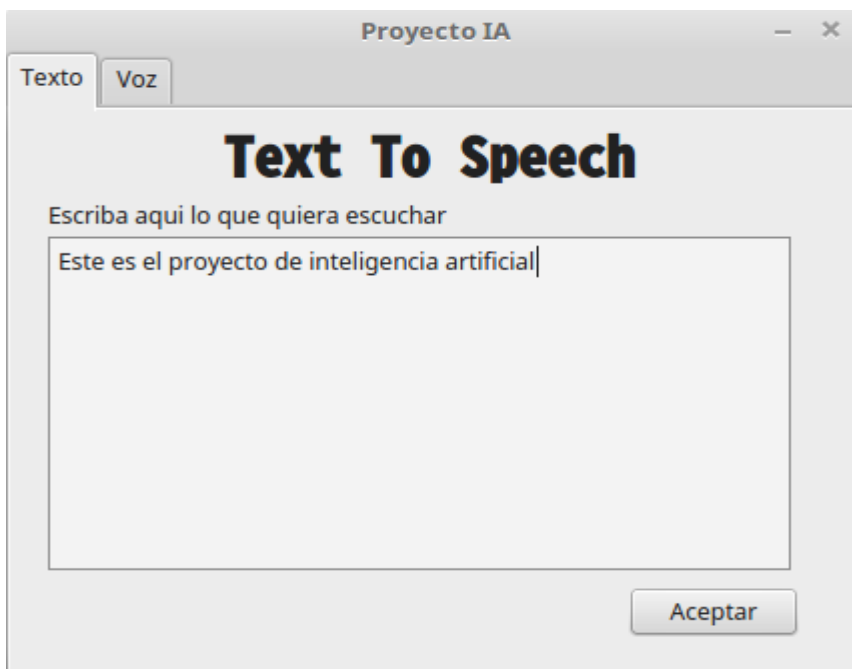 Proyecto IA
Texto
Voz
Text To Speech
Escriba aqui lo que quiera escuchar
Este es el proyecto de inteligencia artificial
Aceptar